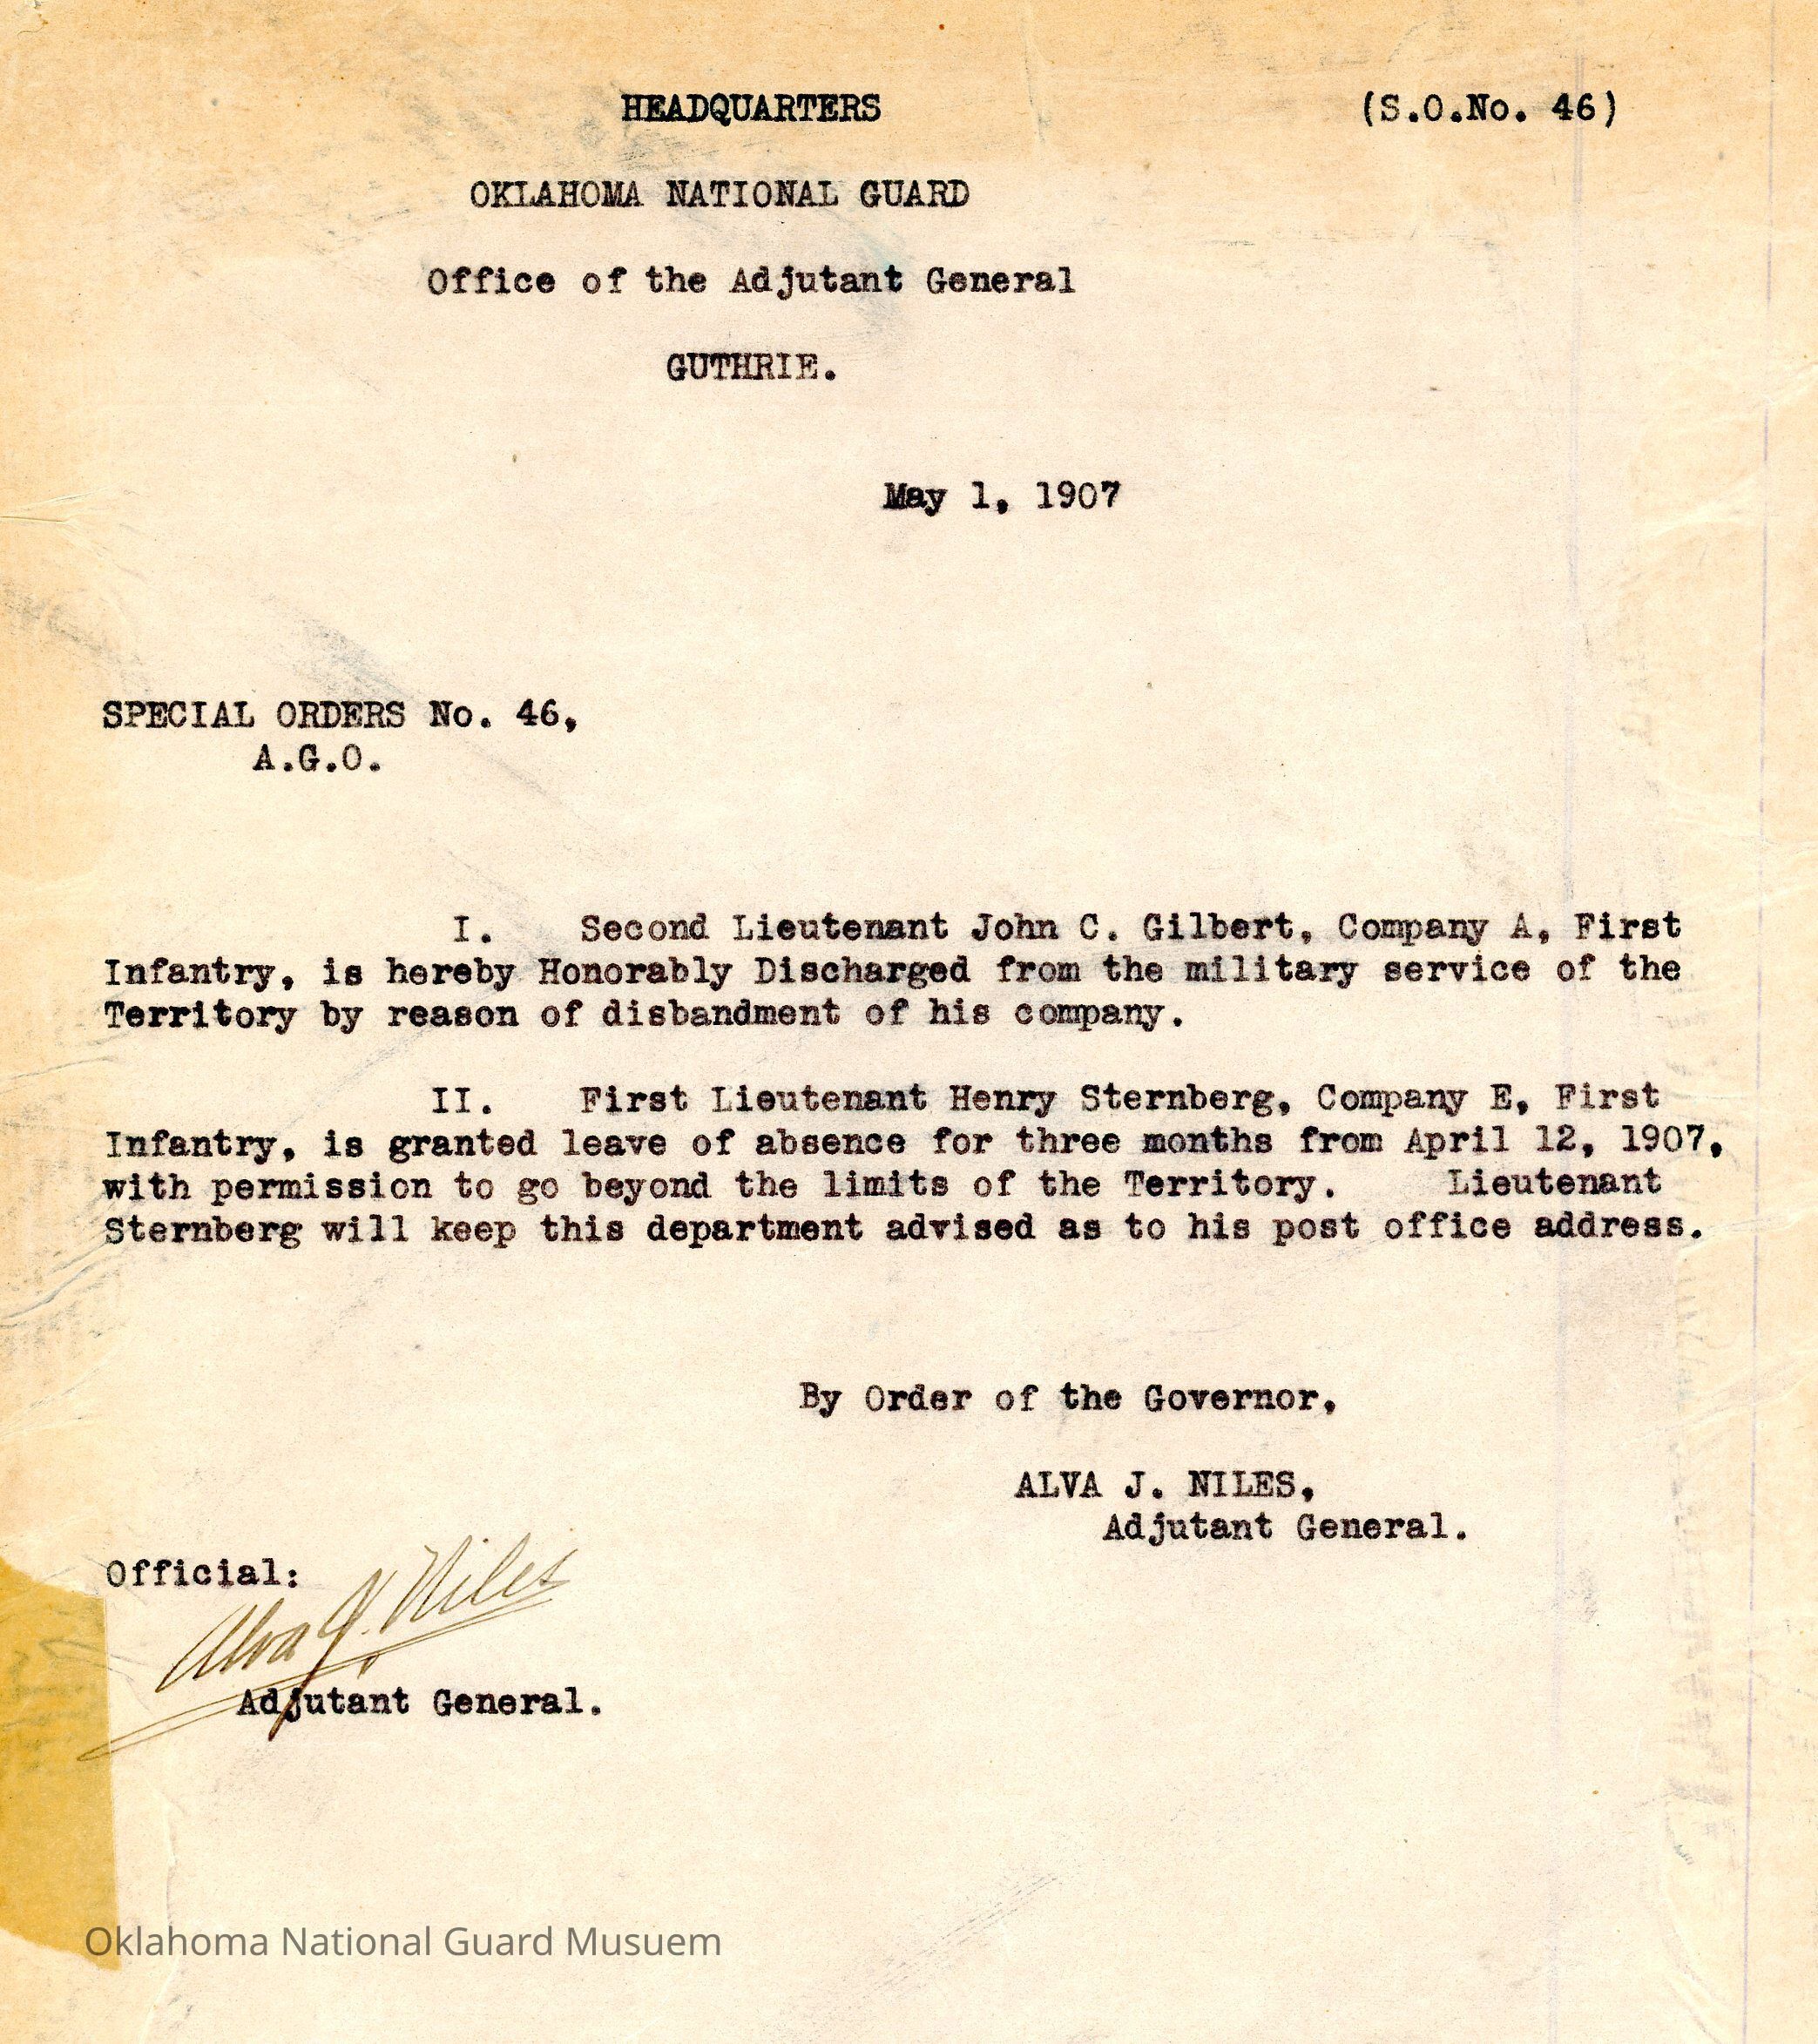 HEADQUARTERS (S.O.No. 46)
OKLAHOMA NATIONAL GUARD
Office of the Adjutant General
GUTHRIE.
May 1, 1907
SPECIAL ORDERS No. 46,
A.G.O.
I. Second Lieutenant John C. Gilbert, Company A, First
Infantry, is hereby Honorably Discharged from the military service of the
Territory by reason of disbandment of his company.
II. First Lieutenant Henry Sternberg, Company E, First
Infantry, is granted leave of absence for three months from April 12, 1907,
with permission to go beyond the limits of the Territory. Lieutenant
Sternberg will keep this department advised as to his post office address.
By Order of the Governor,
ALVA J. NILES,
Adjutant General.
Official:
Alva J. Niles
Adjutant General.
Oklahoma National Guard Musuem